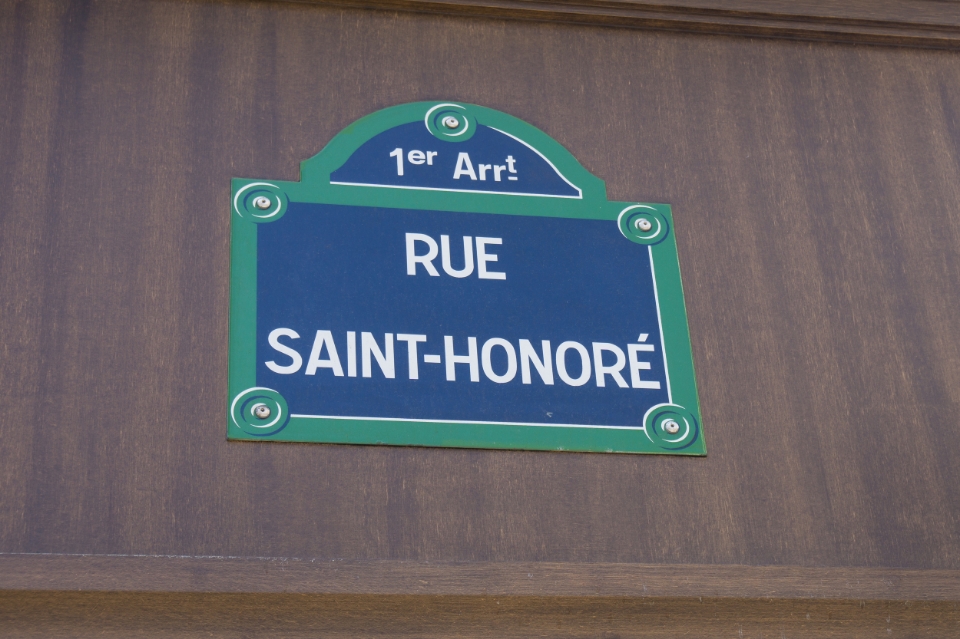 1er Arrt
RUE
SAINT-HONORÉ